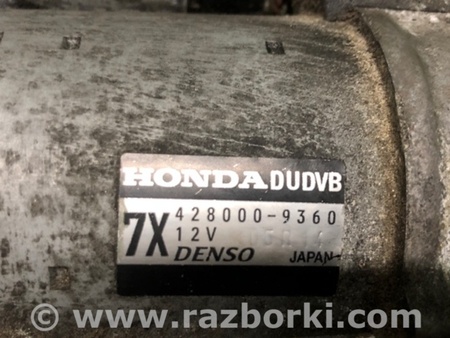 HONDA DUDVB
7X 428000-9360
12V
DENSO JAPAN
www.razborki.com